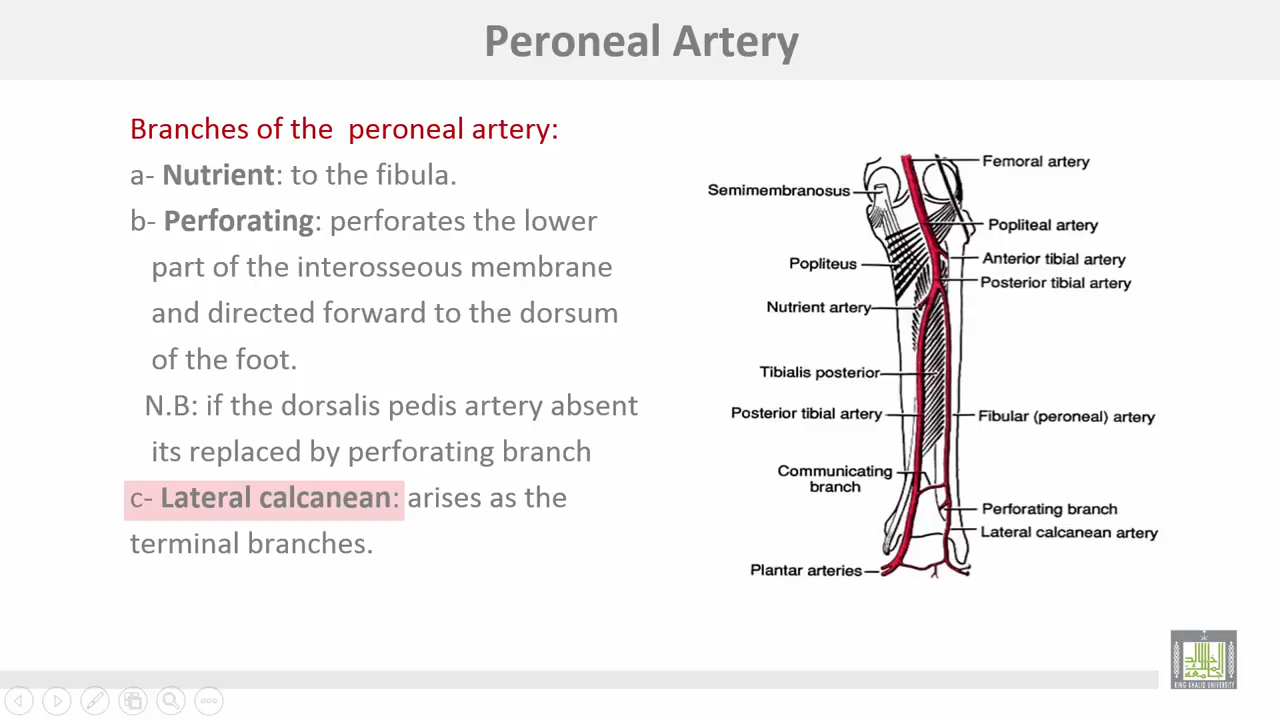 Peroneal Artery
Branches of the  peroneal artery:
a- Nutrient: to the fibula.
b- Perforating: perforates the lower
part of the interosseous membrane
and directed forward to the dorsum
of the foot.
N.B: if the dorsalis pedis artery absent
its replaced by perforating branch
c- Lateral calcanean: arises as the
terminal branches.
Femoral artery
Semimembranosus
Popliteal artery
Popliteus
Anterior tibial artery
Posterior tibial artery
Nutrient artery
Tibialis posterior
Posterior tibial artery
Fibular (peroneal) artery
Communicating
branch
Perforating branch
Lateral calcanean artery
Plantar arteries
KING KHALID UNIVERSITY